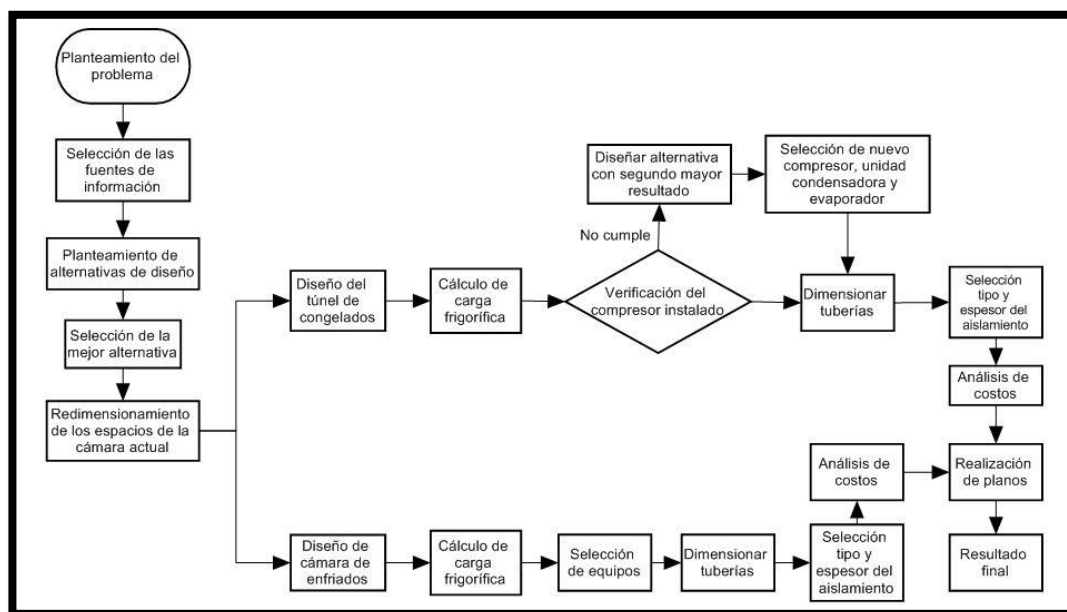 Planteamiento del
problema
Selección de las
fuentes de
información
Planteamiento de
alternativas de diseño
Selección de la
mejor alternativa
Redimensionamiento
de los espacios de la
cámara actual
Diseño del
túnel de
congelados
Cálculo de
carga
frigorífica
Verificación del
compresor instalado
No cumple
Diseñar alternativa
con segundo mayor
resultado
Selección de nuevo
compresor, unidad
condensadora y
evaporador
Dimensionar
tuberías
Selección
tipo y
espesor del
aislamiento
Análisis de
costos
Diseño de
cámara de
enfriados
Cálculo de
carga
frigorífica
Selección
de equipos
Dimensionar
tuberías
Selección
tipo y
espesor del
aislamiento
Análisis de
costos
Realización
de planos
Resultado
final